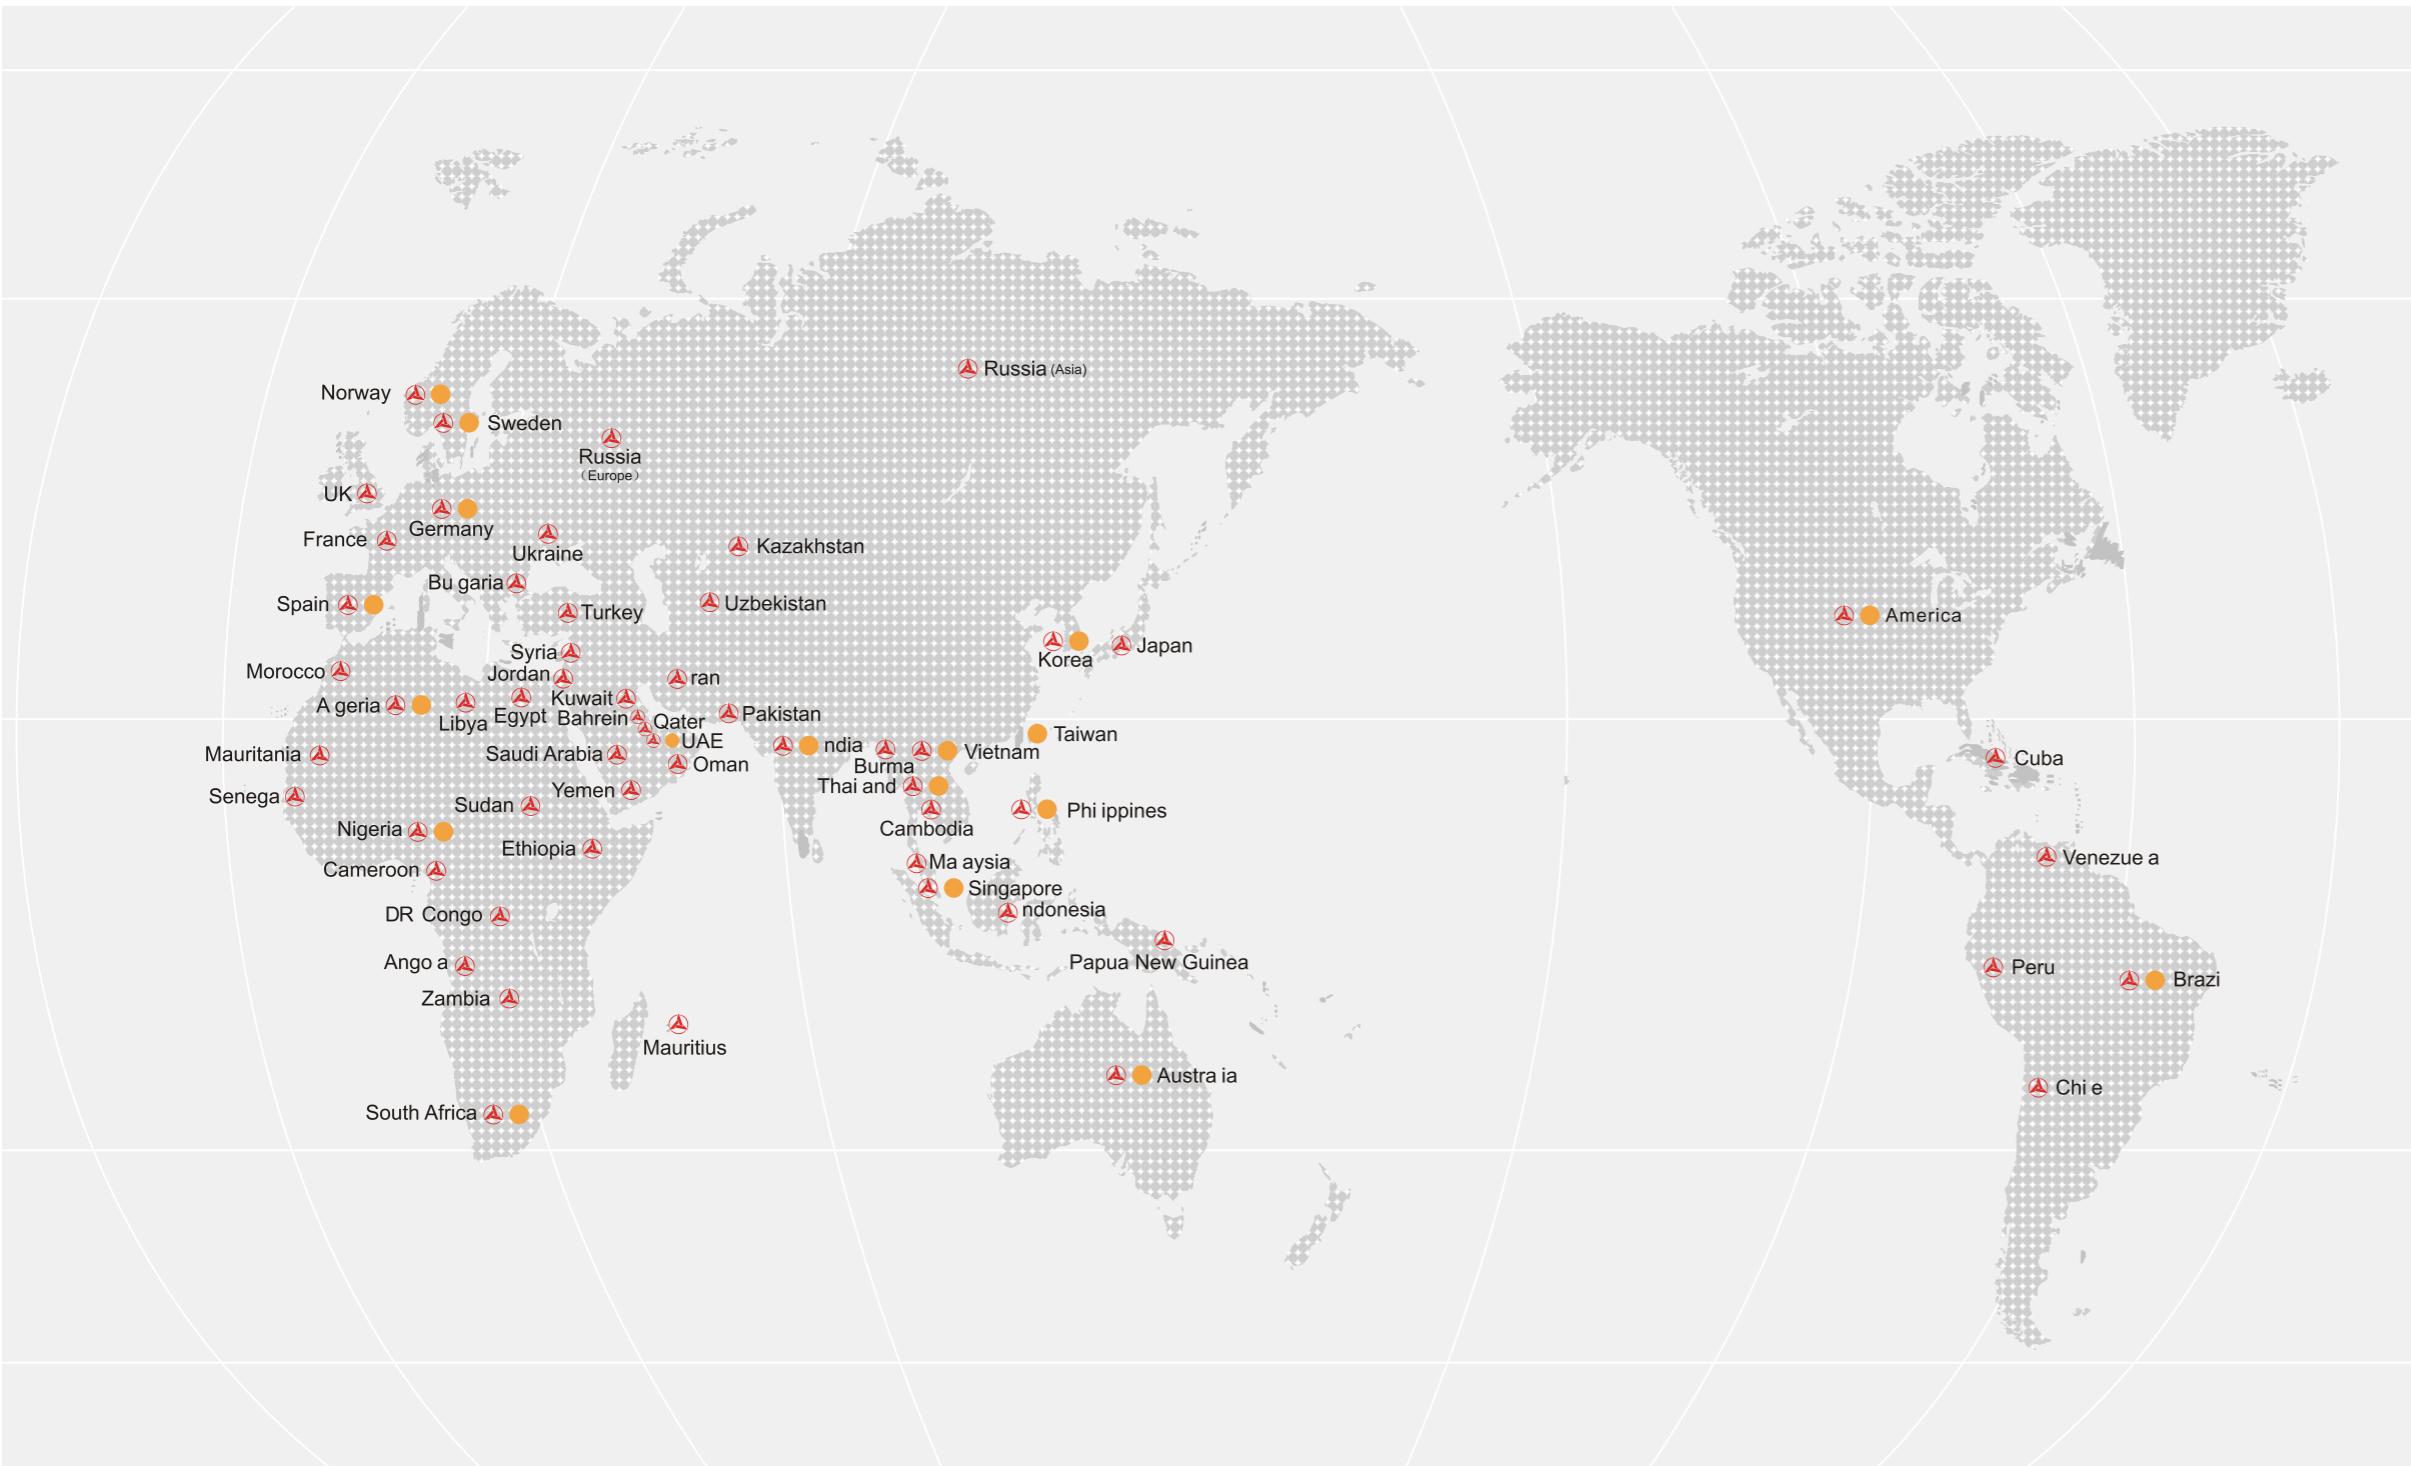 Russia (Asia)
Norway
Sweden
Russia
(Europe)
UK
Germany
France
Ukraine
Kazakhstan
Bu garia
Spain
Turkey
Uzbekistan
America
Korea
Japan
Syria
Morocco
Jordan
ran
Kuwait
A geria
Libya
Egypt
Bahrein
Qater
Pakistan
UAE
Taiwan
ndia
Vietnam
Mauritania
Saudi Arabia
Oman
Burma
Cuba
Thai and
Yemen
Senega
Sudan
Phi ippines
Nigeria
Cambodia
Ethiopia
Ma aysia
Venezue a
Cameroon
Singapore
ndonesia
DR Congo
Papua New Guinea
Ango a
Peru
Brazi
Zambia
Mauritius
Austra ia
Chi e
South Africa